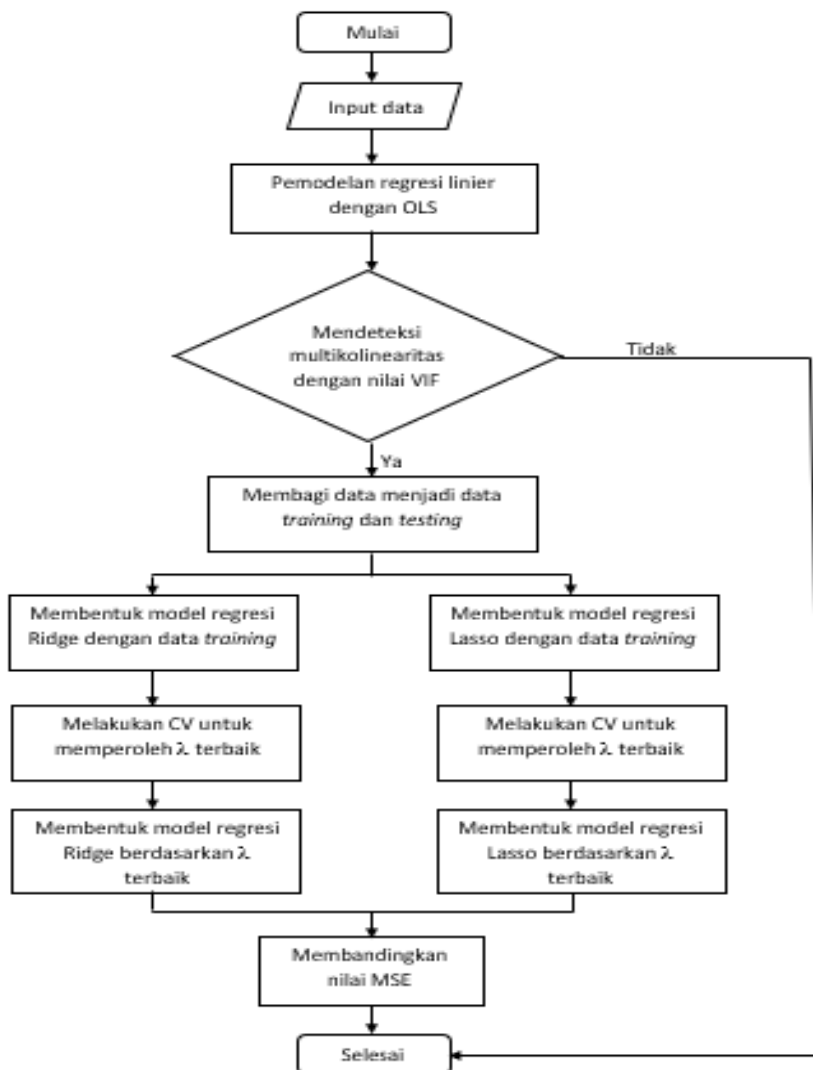 Mulai
Input data
Pemodelan regresi linier
dengan OLS
Mendeteksi
multikolinearitas
dengan nilai VIF
Tidak
Ya
Membagi data menjadi data
training dan testing
Membentuk model regresi
Ridge dengan data training
Membentuk model regresi
Lasso dengan data training
Melakukan CV untuk
memperoleh λ terbaik
Melakukan CV untuk
memperoleh λ terbaik
Membentuk model regresi
Ridge berdasarkan λ
terbaik
Membentuk model regresi
Lasso berdasarkan λ
terbaik
Membandingkan
nilai MSE
Selesai